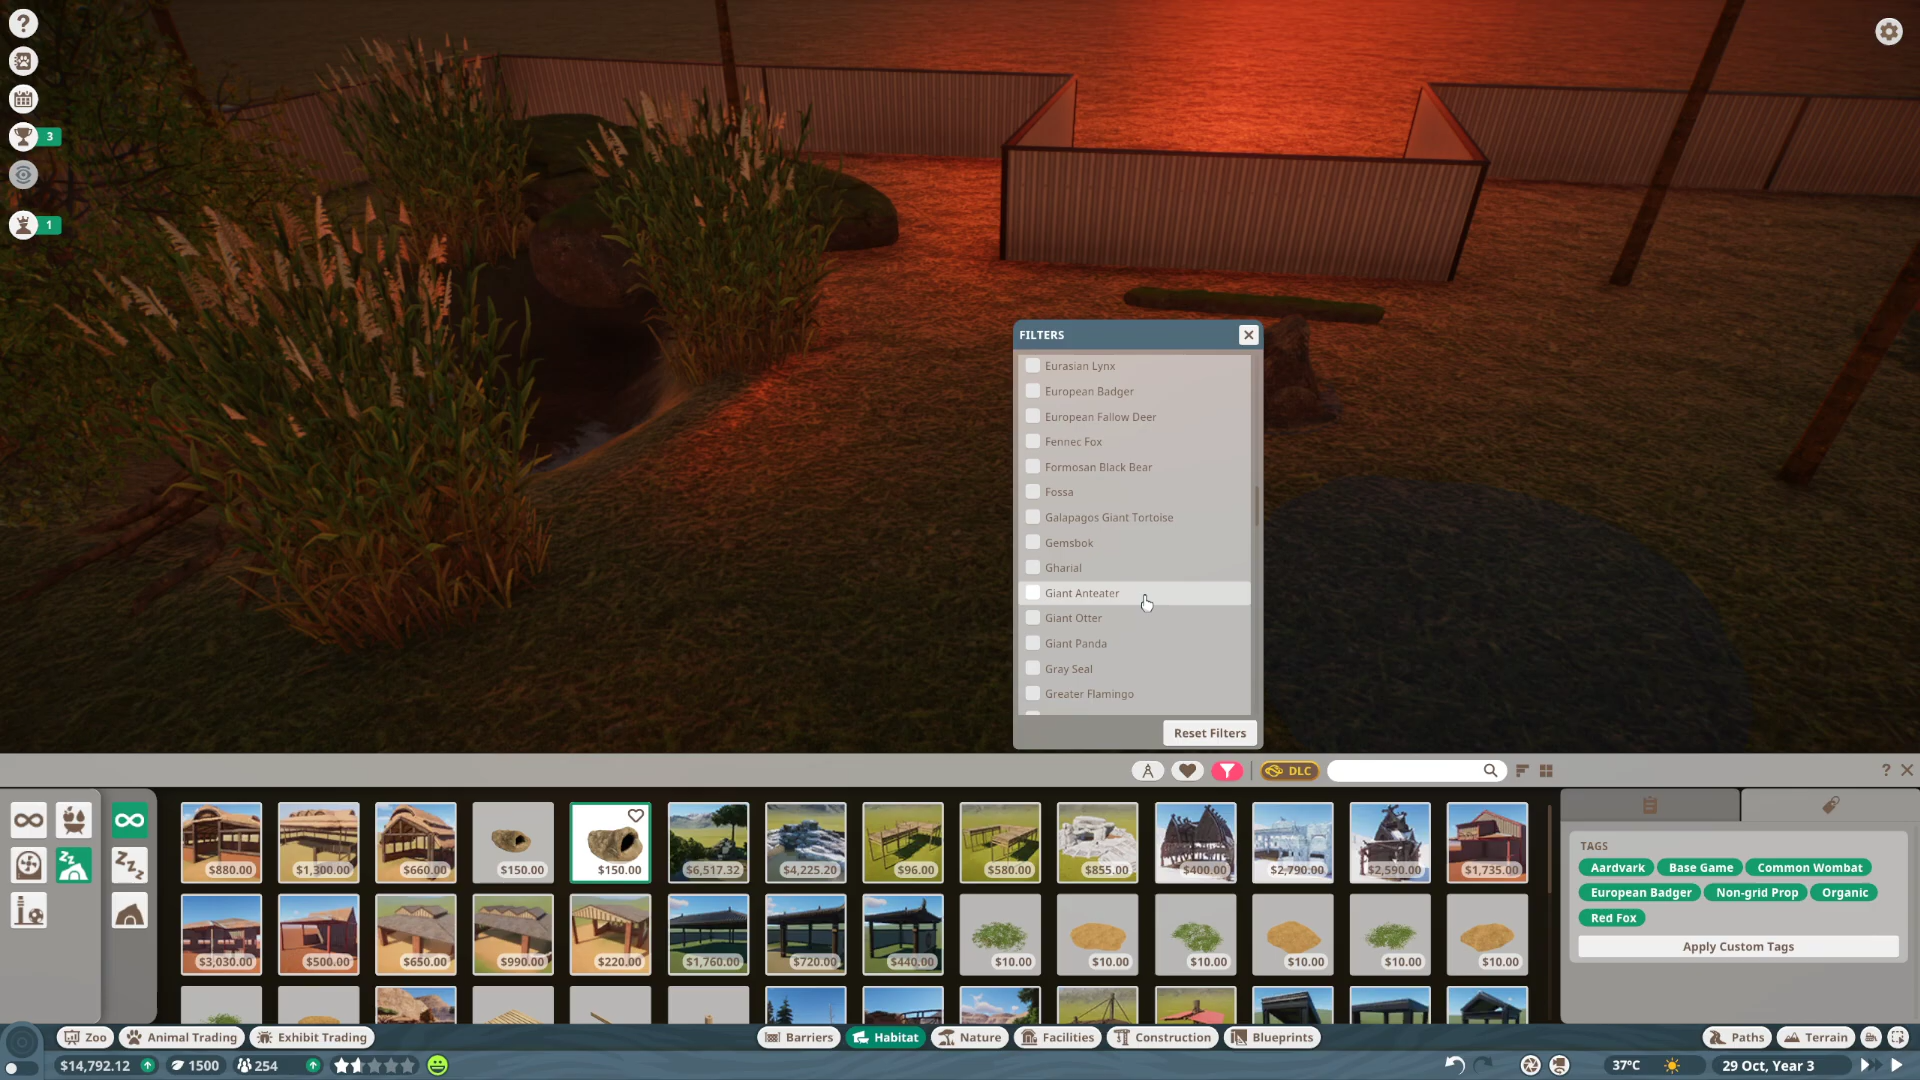 ?
3
1
FILTERS
Eurasian Lynx
European Badger
European Fallow Deer
Fennec Fox
Formosan Black Bear
Fossa
Galapagos Giant Tortoise
Gemsbok
Gharial
Giant Anteater
Giant Otter
Giant Panda
Gray Seal
Greater Flamingo
Reset Filters
DLC
?
$880.00 $1,300.00 $660.00 $150.00 $150.00 $6,517.32 $4,225.20 $96.00 $580.00 $855.00 $400.00 $2,790.00 $2,590.00 $1,735.00
$3,030.00 $500.00 $650.00 $990.00 $220.00 $1,760.00 $720.00 $440.00 $10.00 $10.00 $10.00 $10.00 $10.00 $10.00
TAGS
Aardvark Base Game Common Wombat
European Badger Non-grid Prop Organic
Red Fox
Apply Custom Tags
Zoo Animal Trading Exhibit Trading Barriers Habitat Nature Facilities Construction Blueprints Paths Terrain
$14,792.12 1500 254 37°C 29 Oct, Year 3